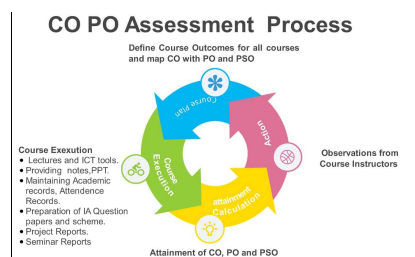 CO PO Assessment Process
Define Course Outcomes for all courses
and map CO with PO and PSO
Course Plan
Action
Course Exexution
• Lectures and ICT tools.
• Providing notes,PPT.
• Maintaining Academic
records, Attendence
Records.
• Preparation of IA Question
papers and scheme.
• Project Reports.
• Seminar Reports
Course
Execution
Observations from
Course Instructors
attainment
Calculation
Attainment of CO, PO and PSO